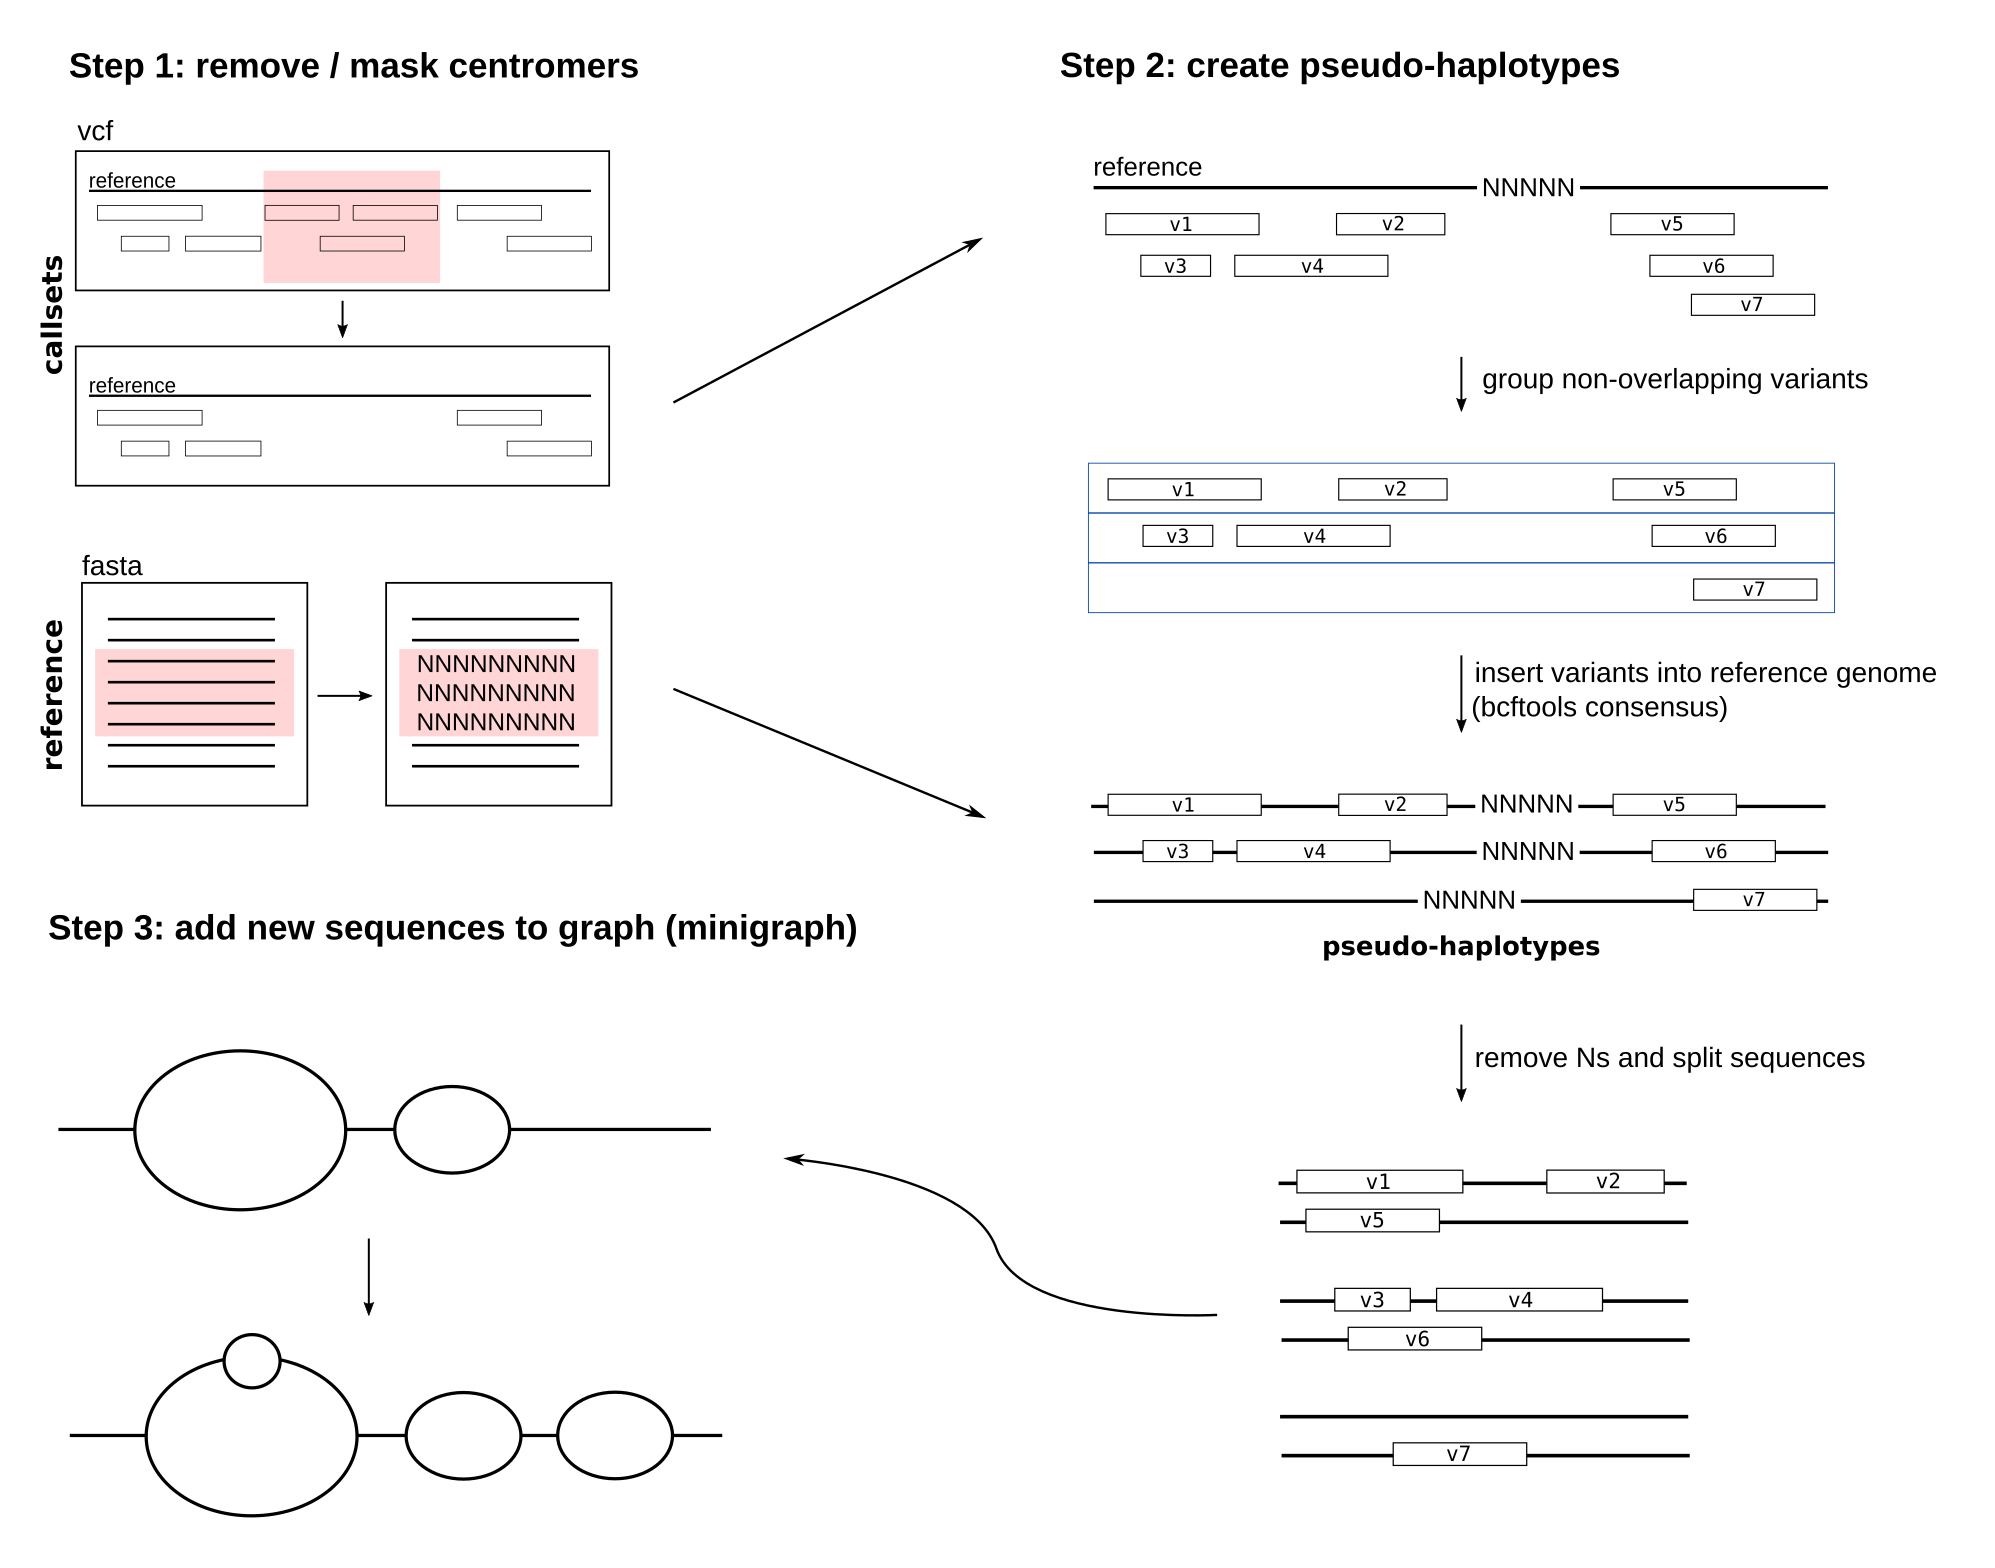 Step 1: remove / mask centromers
vcf
reference
callsets
reference
fasta
reference
NNNNNNNNN
NNNNNNNNN
NNNNNNNNN
Step 2: create pseudo-haplotypes
reference
NNNNN
v1 v2 v5
v3 v4 v6
v7
group non-overlapping variants
v1 v2 v5
v3 v4 v6
v7
insert variants into reference genome
(bcftools consensus)
v1 v2 NNNNN v5
v3 v4 NNNNN v6
NNNNN v7
pseudo-haplotypes
remove Ns and split sequences
v1 v2
v5
v3 v4
v6
v7
Step 3: add new sequences to graph (minigraph)